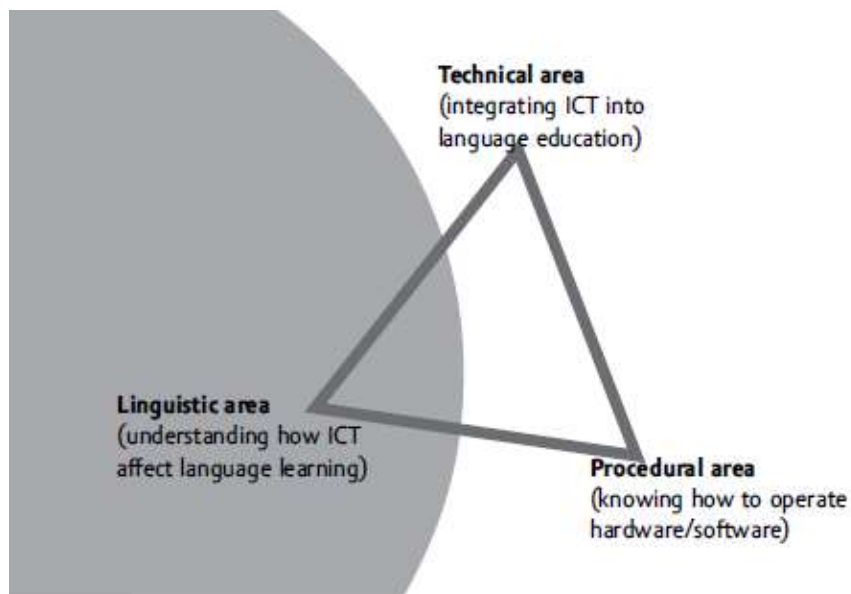 Technical area
(integrating ICT into
language education)
Linguistic area
(understanding how ICT
affect language learning)
Procedural area
(knowing how to operate
hardware/software)